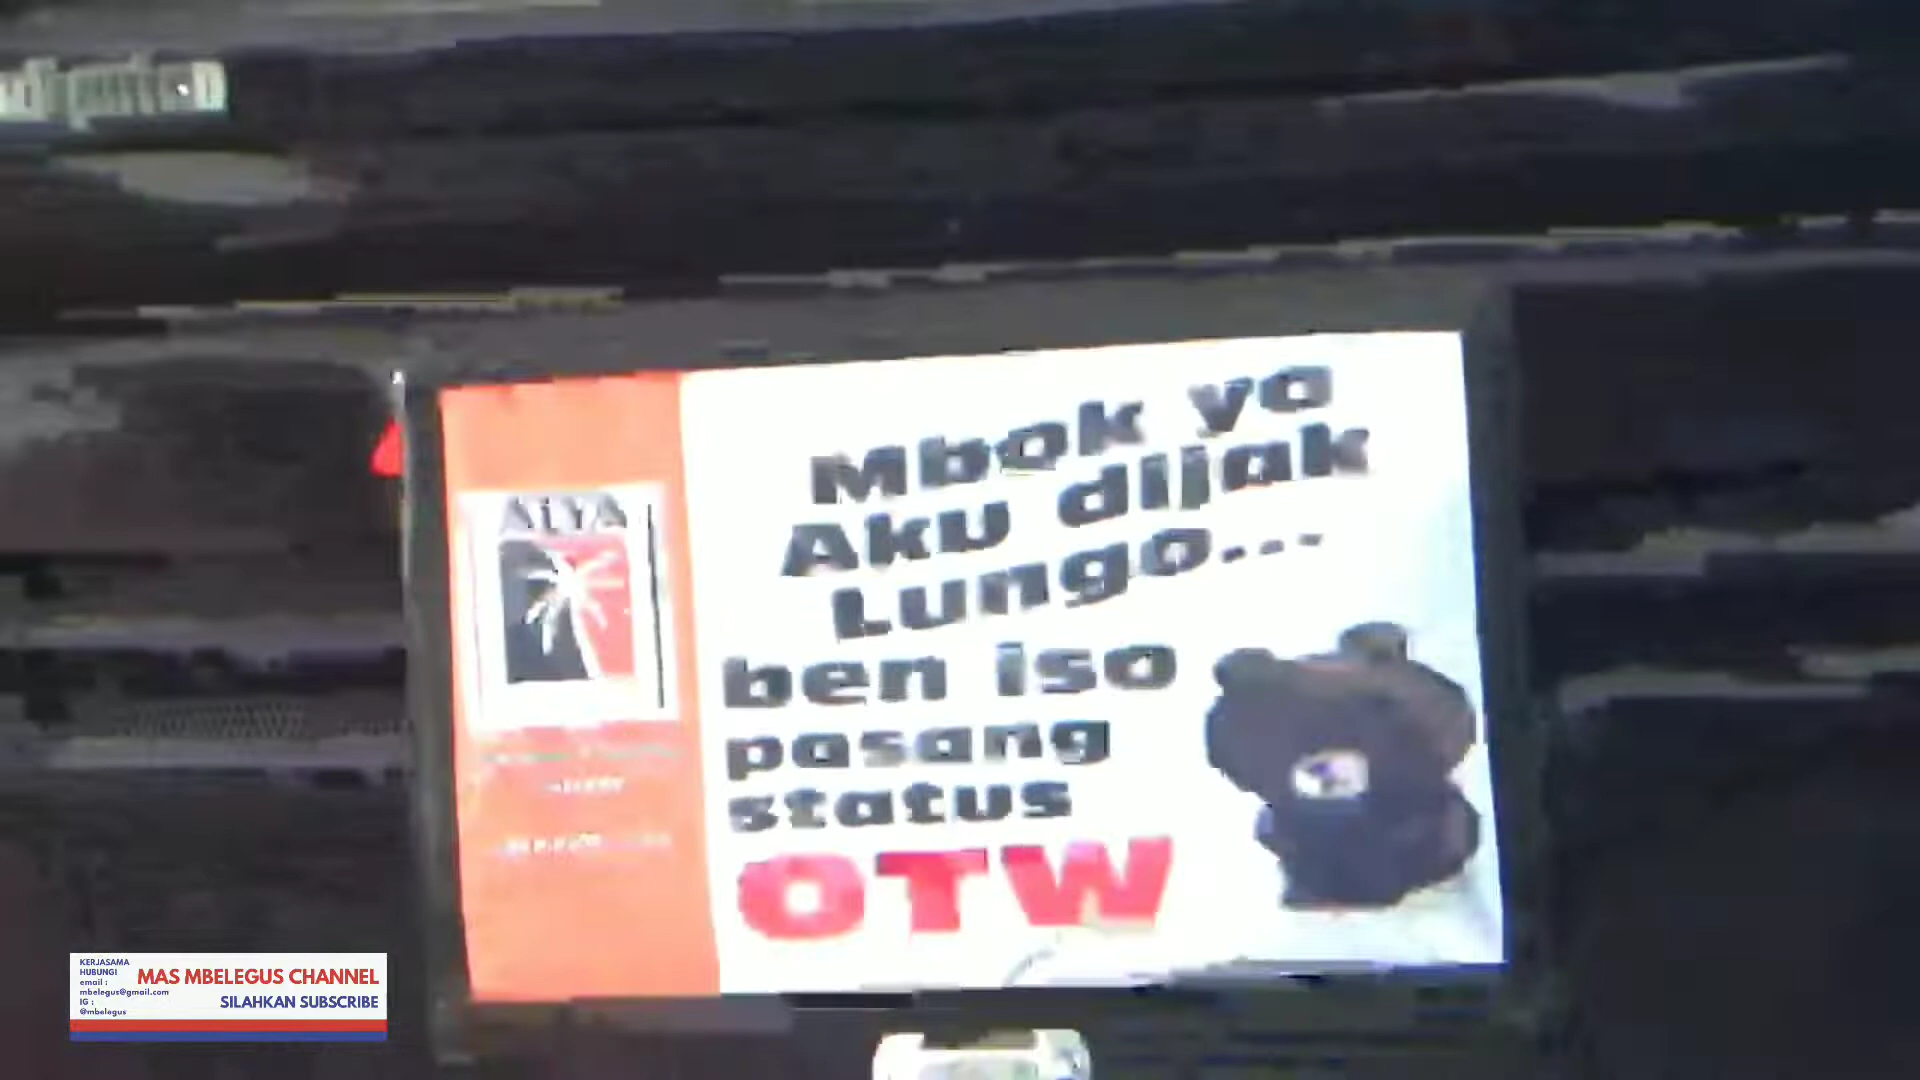 ALYA
Mbok yo
Aku dijak
Lungo...
ben iso
pasang
status
OTW
KERJASAMA
HUBUNGI
email :
mbelegus@gmail.com
IG :
@mbelegus
MAS MBELEGUS CHANNEL
SILAHKAN SUBSCRIBE